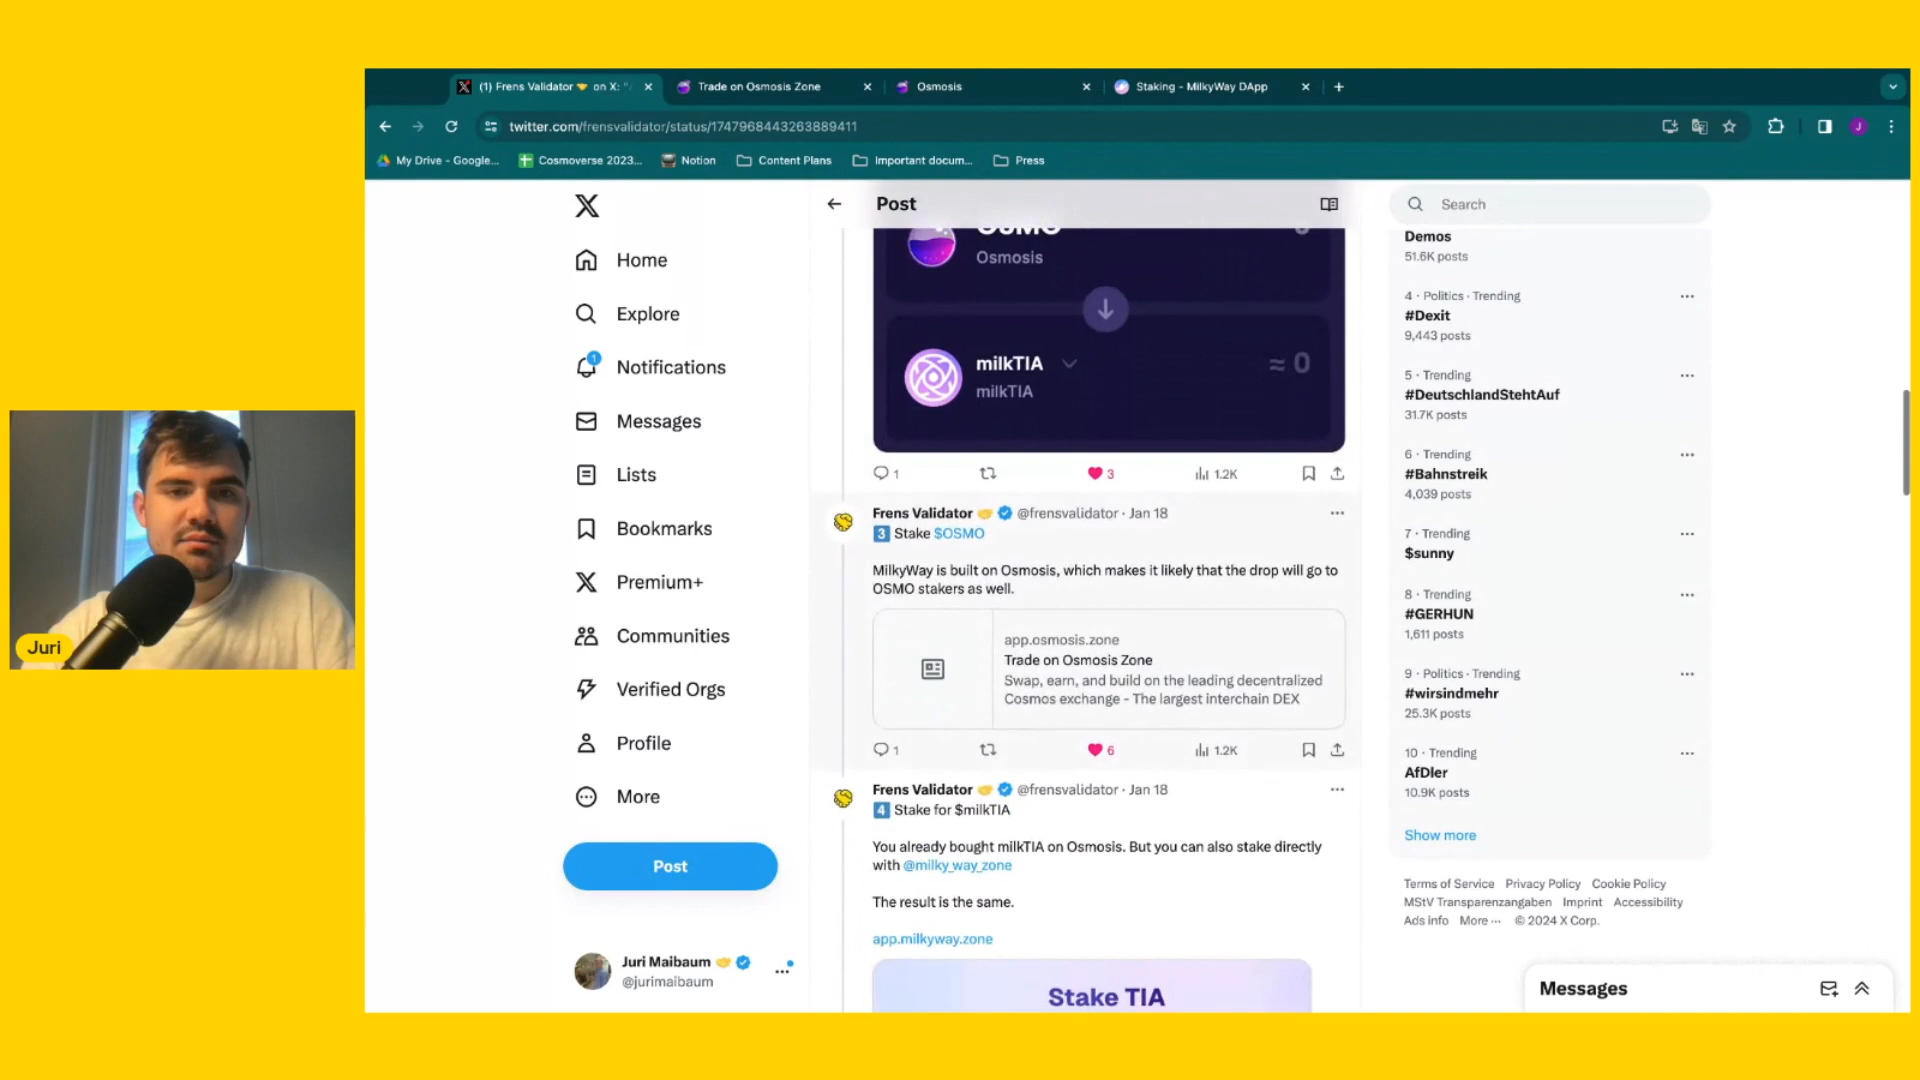 (1) Frens Validator 🤝 on X: "
Trade on Osmosis Zone
Osmosis
Staking - MilkyWay DApp
twitter.com/frensvalidator/status/1747968443263889411
J
My Drive - Google...
Cosmoverse 2023...
Notion
Content Plans
Important docum...
Press
Home
Explore
1
Notifications
Messages
Lists
Bookmarks
Premium+
Communities
Verified Orgs
Profile
More
Post
Juri Maibaum 🤝
@jurimaibaum
Juri
Post
OSMO
Osmosis
milkTIA
≈ 0
milkTIA
1
3
1.2K
Frens Validator 🤝 @frensvalidator · Jan 18
3 Stake $OSMO
MilkyWay is built on Osmosis, which makes it likely that the drop will go to
OSMO stakers as well.
app.osmosis.zone
Trade on Osmosis Zone
Swap, earn, and build on the leading decentralized
Cosmos exchange - The largest interchain DEX
1
6
1.2K
Frens Validator 🤝 @frensvalidator · Jan 18
4 Stake for $milkTIA
You already bought milkTIA on Osmosis. But you can also stake directly
with @milky_way_zone
The result is the same.
app.milkyway.zone
Stake TIA
Search
Demos
51.6K posts
4 · Politics · Trending
#Dexit
9,443 posts
5 · Trending
#DeutschlandStehtAuf
31.7K posts
6 · Trending
#Bahnstreik
4,039 posts
7 · Trending
$sunny
8 · Trending
#GERHUN
1,611 posts
9 · Politics · Trending
#wirsindmehr
25.3K posts
10 · Trending
AfDler
10.9K posts
Show more
Terms of Service Privacy Policy Cookie Policy
MStV Transparenzangaben Imprint Accessibility
Ads info More ··· © 2024 X Corp.
Messages